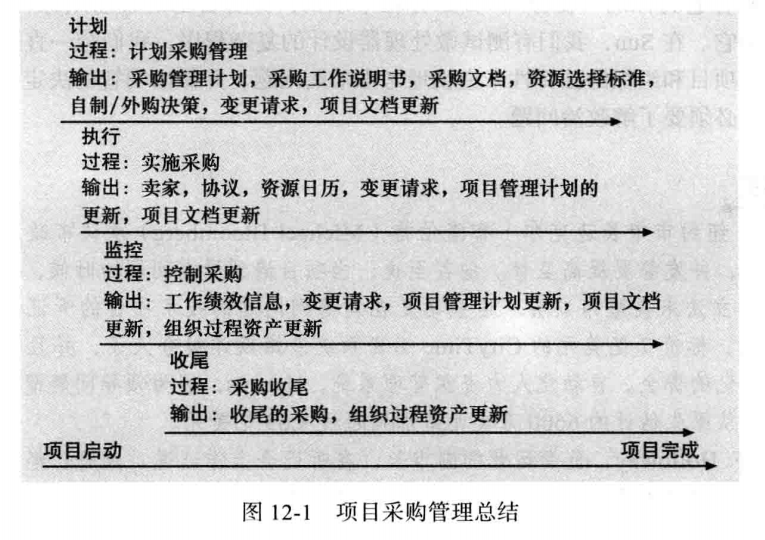 计划
过程：计划采购管理
输出：采购管理计划，采购工作说明书，采购文档，资源选择标准，
自制/外购决策，变更请求，项目文档更新
执行
过程：实施采购
输出：卖家，协议，资源日历，变更请求，项目管理计划的
更新，项目文档更新
监控
过程：控制采购
输出：工作绩效信息，变更请求，项目管理计划更新，项目文档
更新，组织过程资产更新
收尾
过程：采购收尾
输出：收尾的采购，组织过程资产更新
项目启动 项目完成
图 12-1 项目采购管理总结